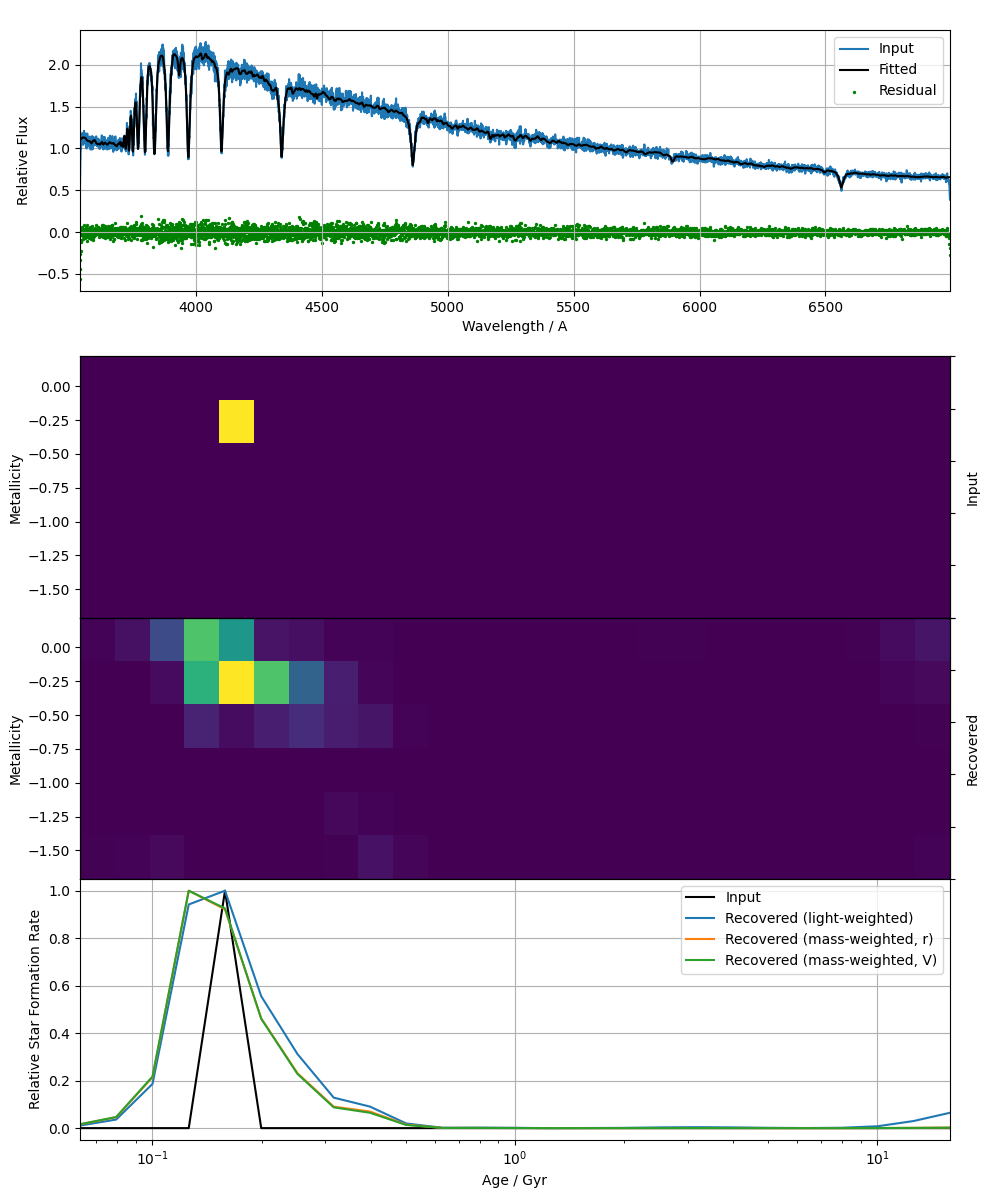 2.0
1.5
1.0
0.5
0.0
−0.5
Relative Flux
Input
Fitted
Residual
4000
4500
5000
5500
6000
6500
Wavelength / A
0.00
−0.25
−0.50
−0.75
−1.00
−1.25
−1.50
Metallicity
Input
0.00
−0.25
−0.50
−0.75
−1.00
−1.25
−1.50
Metallicity
Recovered
1.0
0.8
0.6
0.4
0.2
0.0
Relative Star Formation Rate
Input
Recovered (light-weighted)
Recovered (mass-weighted, r)
Recovered (mass-weighted, V)
10⁻¹
10⁰
10¹
Age / Gyr